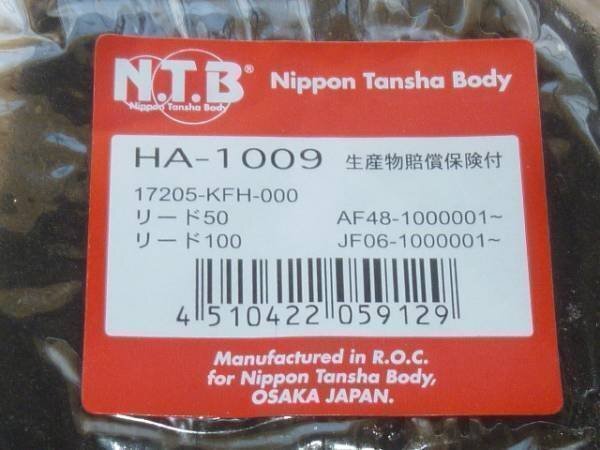 N.T.B® Nippon Tansha Body
Nippon Tansha Body
HA-1009 生産物賠償保険付
17205-KFH-000
リード50 AF48-1000001~
リード100 JF06-1000001~
4 510422 059129
Manufactured in R.O.C.
for Nippon Tansha Body,
OSAKA JAPAN.